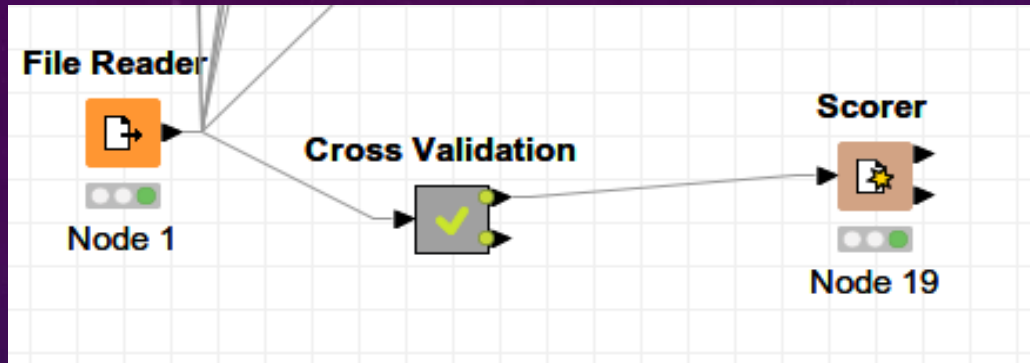 File Reader
Cross Validation
Scorer
Node 1
Node 19